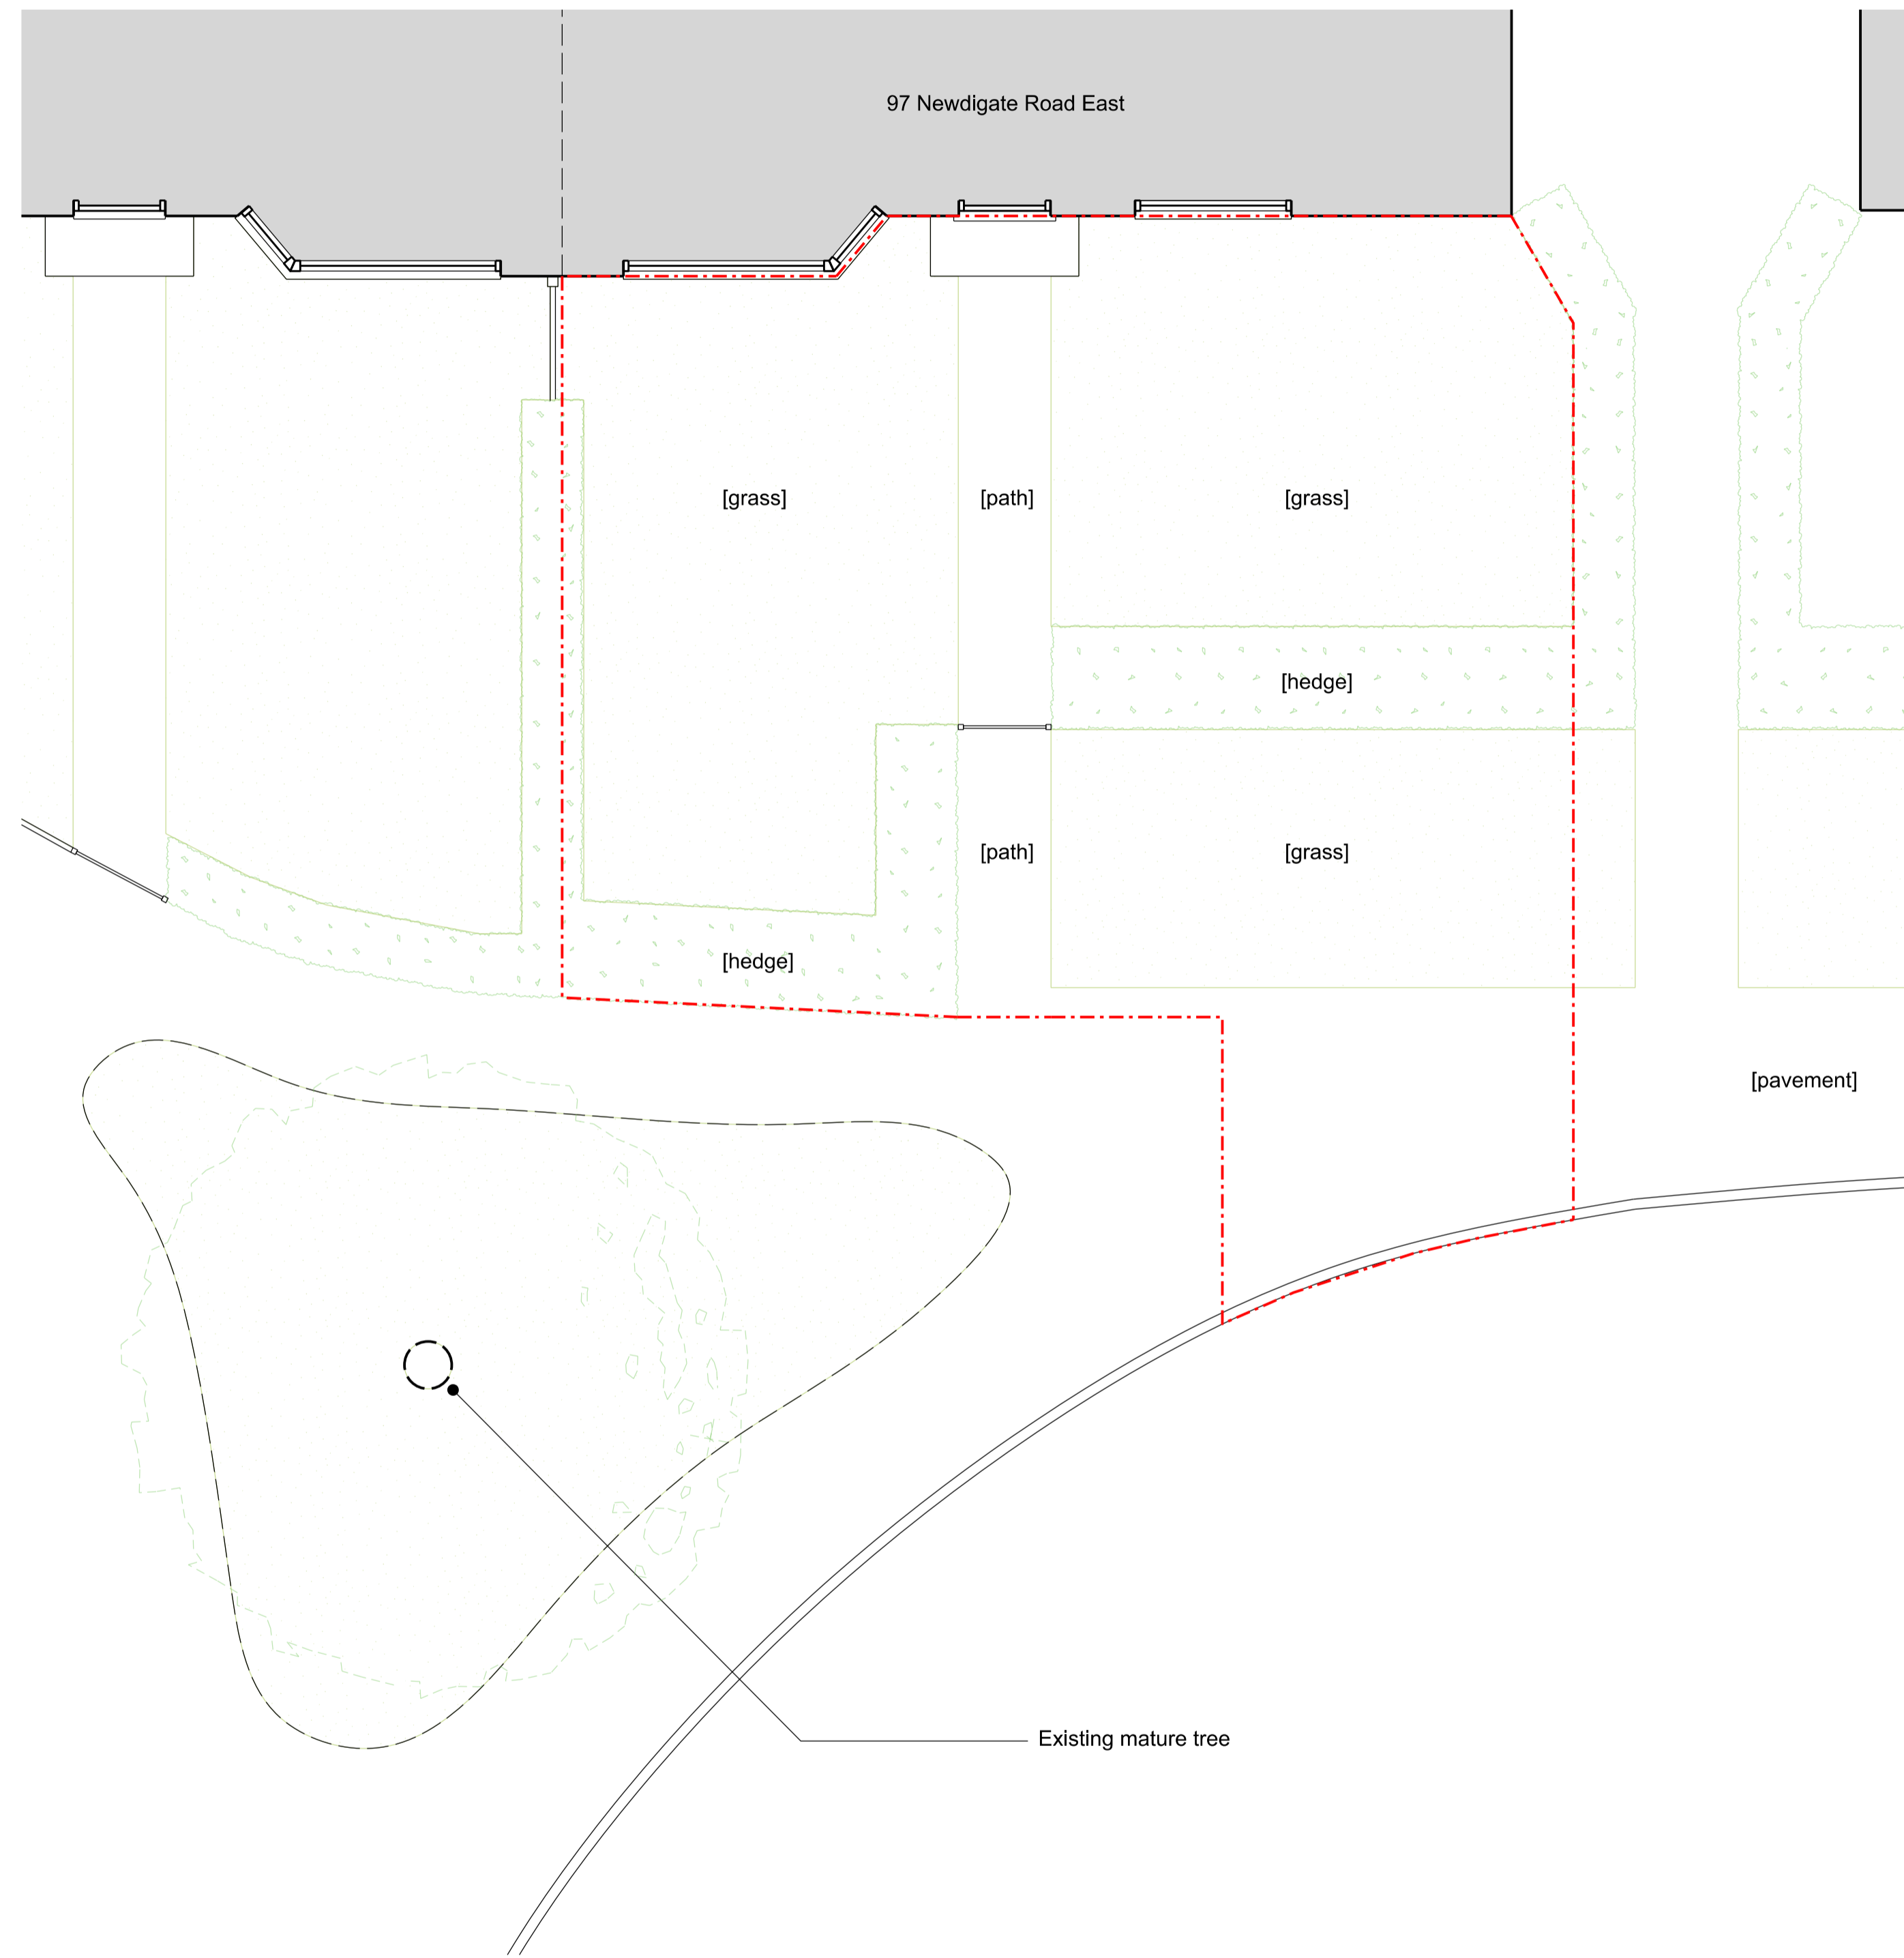 97 Newdigate Road East
[grass]
[path]
[grass]
[hedge]
[path]
[grass]
[hedge]
[pavement]
Existing mature tree